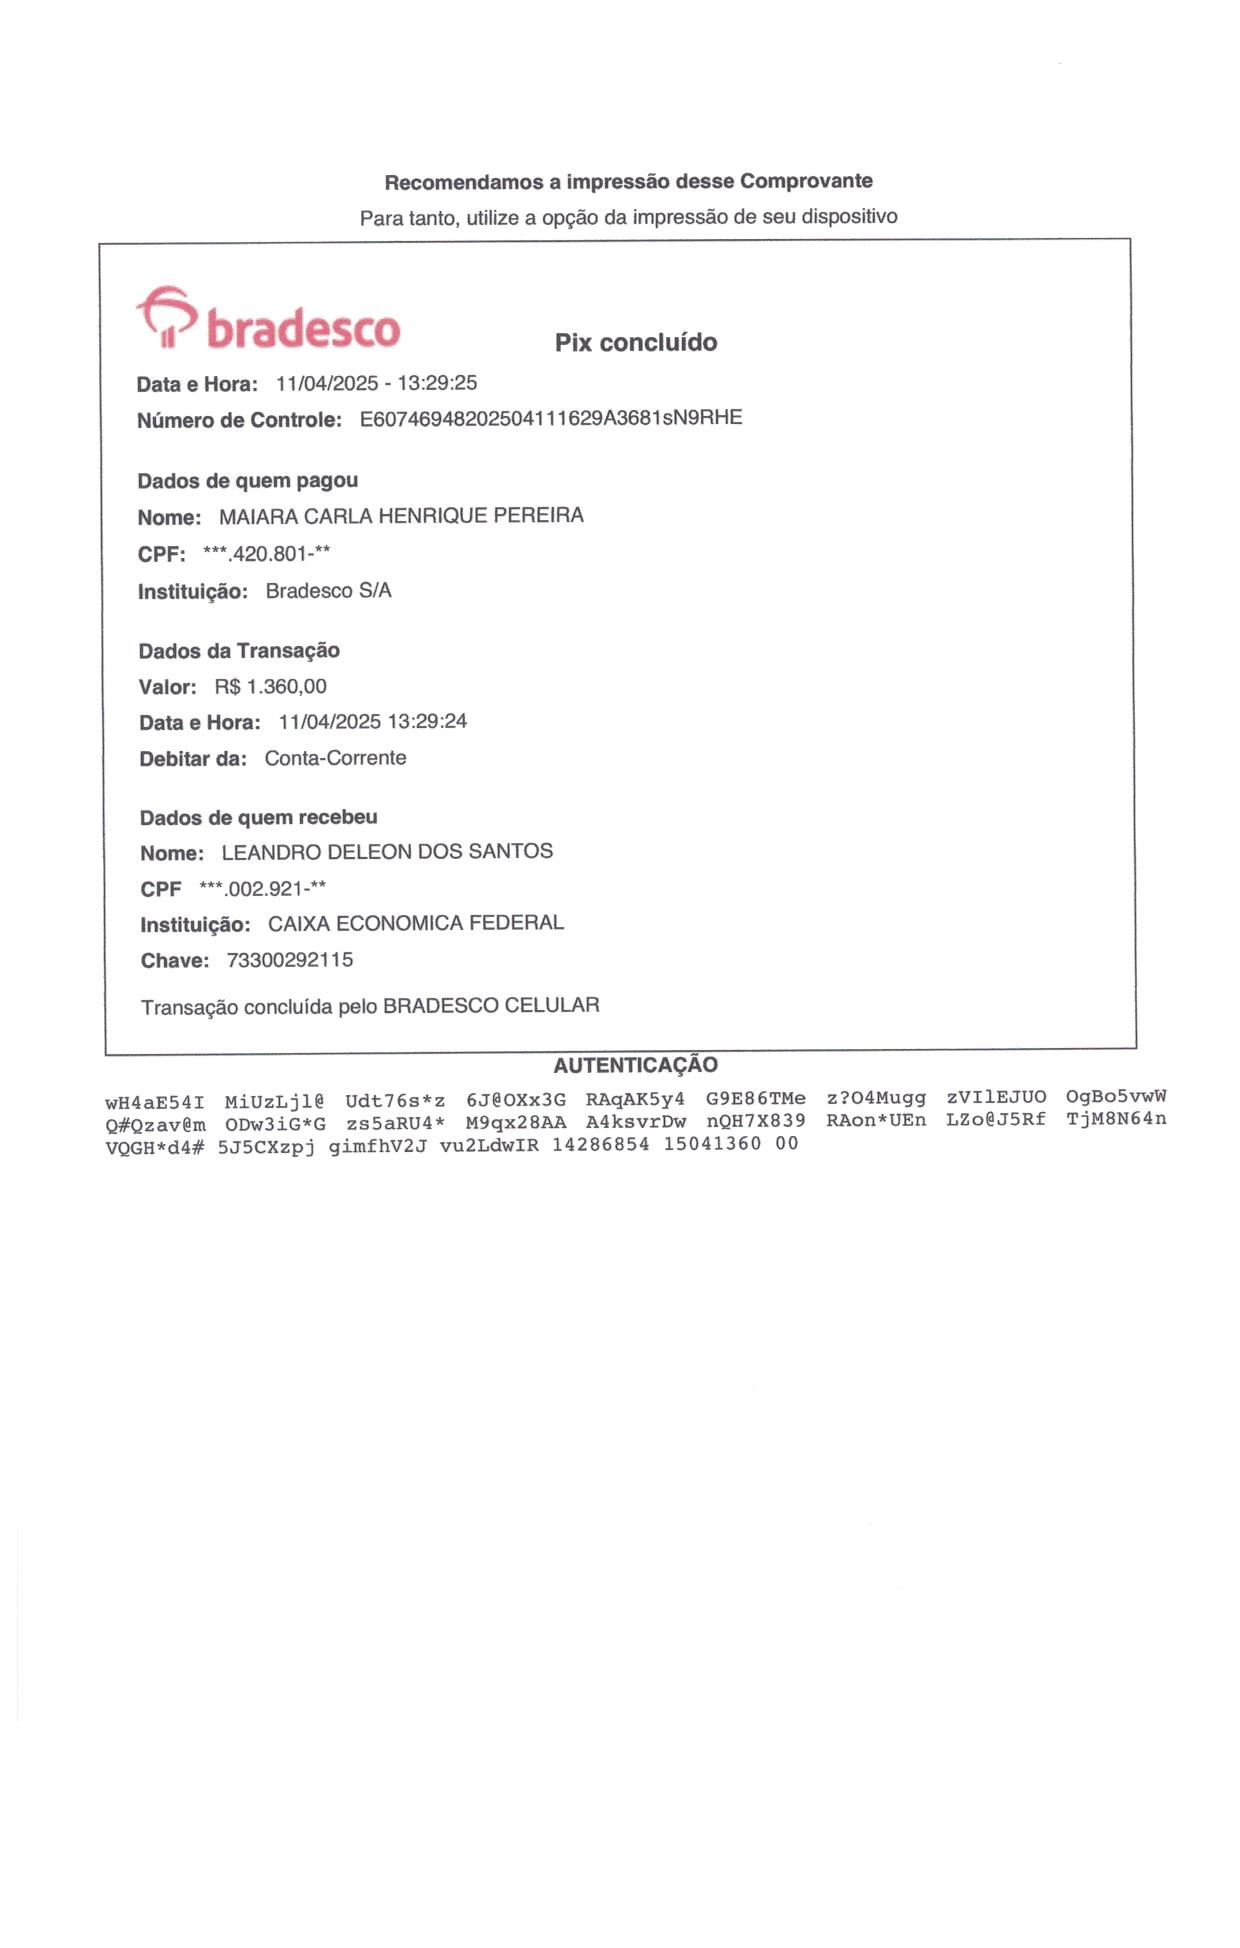 Recomendamos a impressão desse Comprovante
Para tanto, utilize a opção da impressão de seu dispositivo
bradesco
Pix concluído
Data e Hora: 11/04/2025 - 13:29:25
Número de Controle: E60746948202504111629A3681sN9RHE
Dados de quem pagou
Nome: MAIARA CARLA HENRIQUE PEREIRA
CPF: ***.420.801-**
Instituição: Bradesco S/A
Dados da Transação
Valor: R$ 1.360,00
Data e Hora: 11/04/2025 13:29:24
Debitar da: Conta-Corrente
Dados de quem recebeu
Nome: LEANDRO DELEON DOS SANTOS
CPF ***.002.921-**
Instituição: CAIXA ECONOMICA FEDERAL
Chave: 73300292115
Transação concluída pelo BRADESCO CELULAR
AUTENTICAÇÃO
wH4aE54I MiUzLjl@ Udt76s*z 6J@OXx3G RAqAK5y4 G9E86TMe z?O4Mugg zVIlEJUO OgBo5vwW
Q#Qzav@m ODw3iG*G zs5aRU4* M9qx28AA A4ksvrDw nQH7X839 RAon*UEn LZo@J5Rf TjM8N64n
VQGH*d4# 5J5CXzpj gimfhV2J vu2LdwIR 14286854 15041360 00